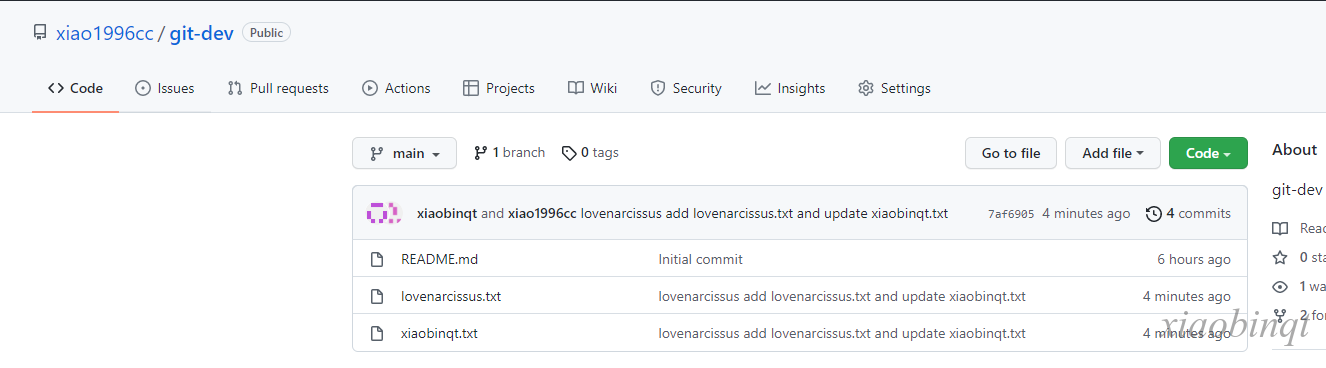 xiao1996cc / git-dev Public
Code Issues Pull requests Actions Projects Wiki Security Insights Settings
main 1 branch 0 tags Go to file Add file Code
About
git-dev
xiaobinqt and xiao1996cc lovenarcissus add lovenarcissus.txt and update xiaobinqt.txt 7af6905 4 minutes ago 4 commits
README.md Initial commit 6 hours ago
lovenarcissus.txt lovenarcissus add lovenarcissus.txt and update xiaobinqt.txt 4 minutes ago
xiaobinqt.txt lovenarcissus add lovenarcissus.txt and update xiaobinqt.txt 4 minutes ago
Read
0 sta
1 wa
2 for
xiaobinqt